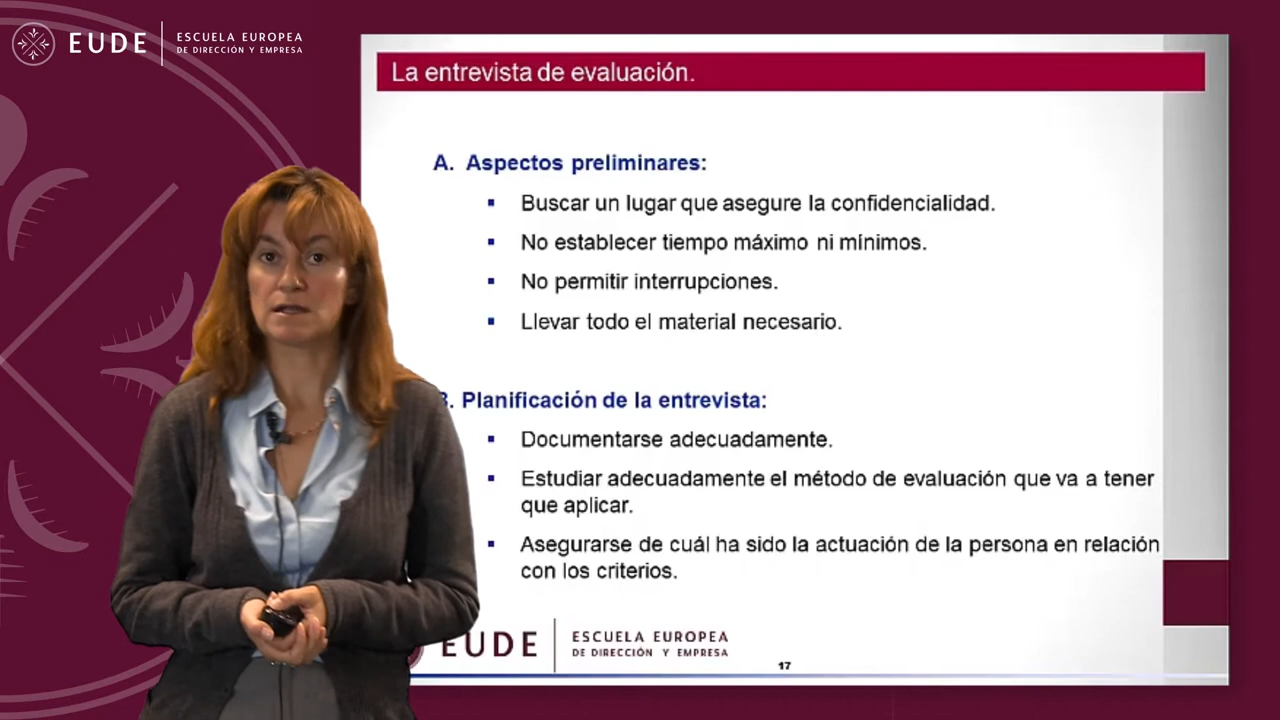 EUDE
ESCUELA EUROPEA
DE DIRECCIÓN Y EMPRESA
La entrevista de evaluación.
A. Aspectos preliminares:
▪ Buscar un lugar que asegure la confidencialidad.
▪ No establecer tiempo máximo ni mínimos.
▪ No permitir interrupciones.
▪ Llevar todo el material necesario.
B. Planificación de la entrevista:
▪ Documentarse adecuadamente.
▪ Estudiar adecuadamente el método de evaluación que va a tener
que aplicar.
▪ Asegurarse de cuál ha sido la actuación de la persona en relación
con los criterios.
EUDE
ESCUELA EUROPEA
DE DIRECCIÓN Y EMPRESA
17